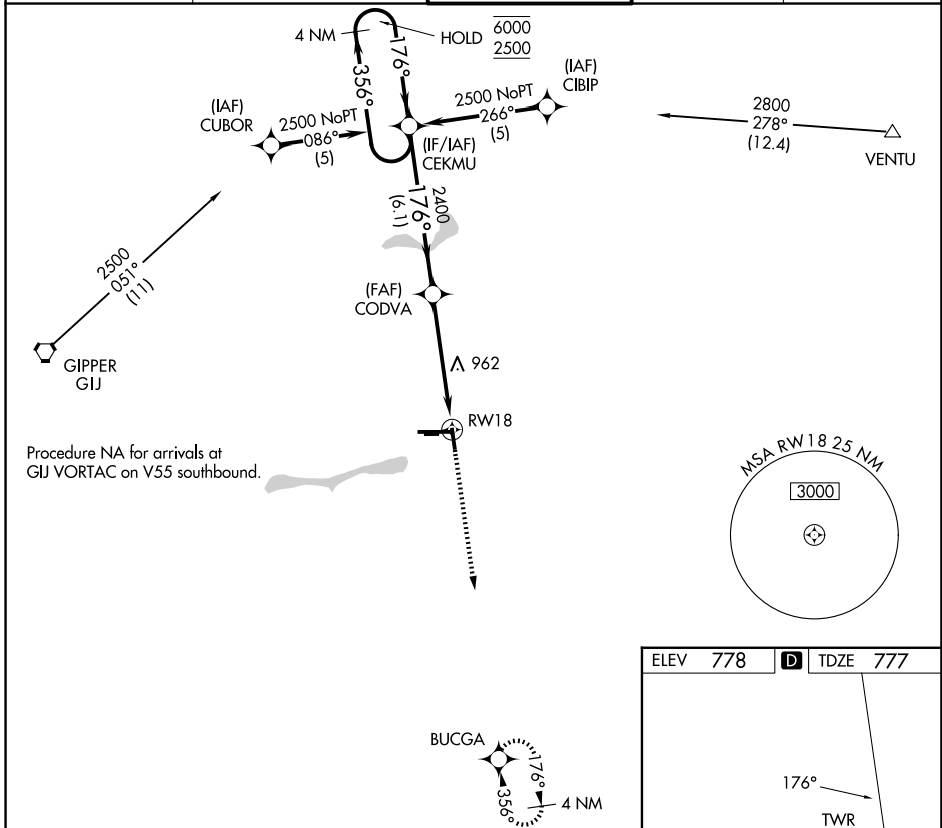 4 NM
HOLD
6000
2500
176°
356°
(IAF)
CIBIP
2500 NoPT
266°
(5)
(IAF)
CUBOR
2500 NoPT
086°
(5)
(IF/IAF)
CEKMU
2800
278°
(12.4)
VENTU
2400
176°
(6.1)
2500
051°
(11)
(FAF)
CODVA
GIPPER
GIJ
962
RW18
Procedure NA for arrivals at
GIJ VORTAC on V55 southbound.
MSA RW18 25 NM
3000
ELEV 778 D TDZE 777
BUCGA
176°
356°
4 NM
176°
TWR